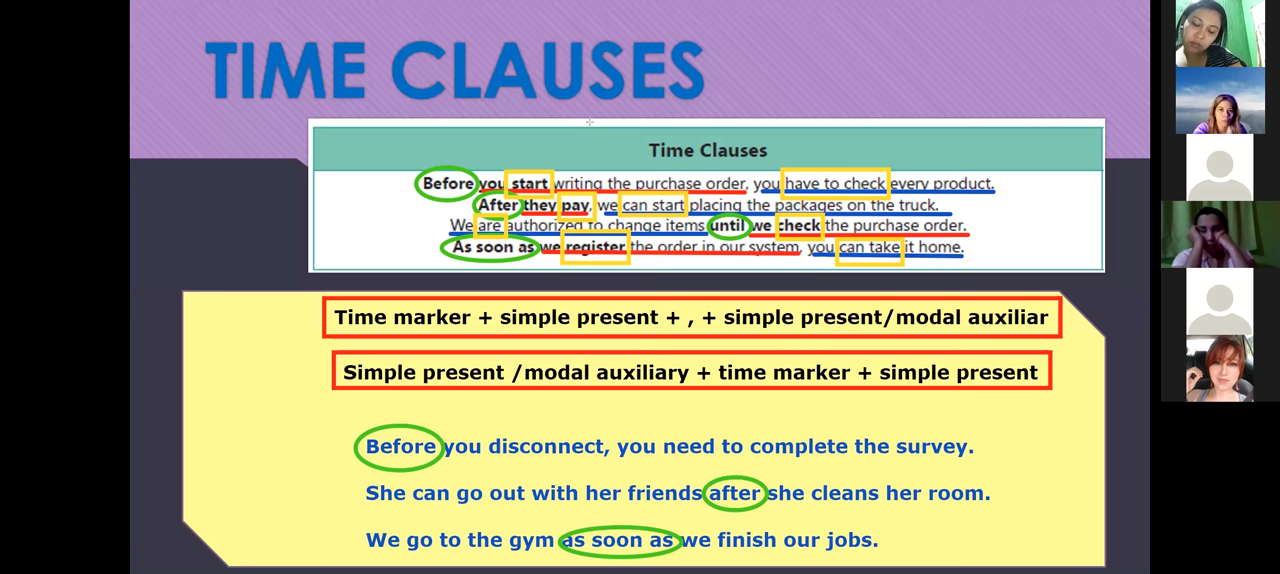 TIME CLAUSES
Time Clauses
Before you start writing the purchase order, you have to check every product.
After they pay, we can start placing the packages on the truck.
We are authorized to change items until we check the purchase order.
As soon as we register the order in our system, you can take it home.
Time marker + simple present + , + simple present/modal auxiliar
Simple present /modal auxiliary + time marker + simple present
Before you disconnect, you need to complete the survey.
She can go out with her friends after she cleans her room.
We go to the gym as soon as we finish our jobs.